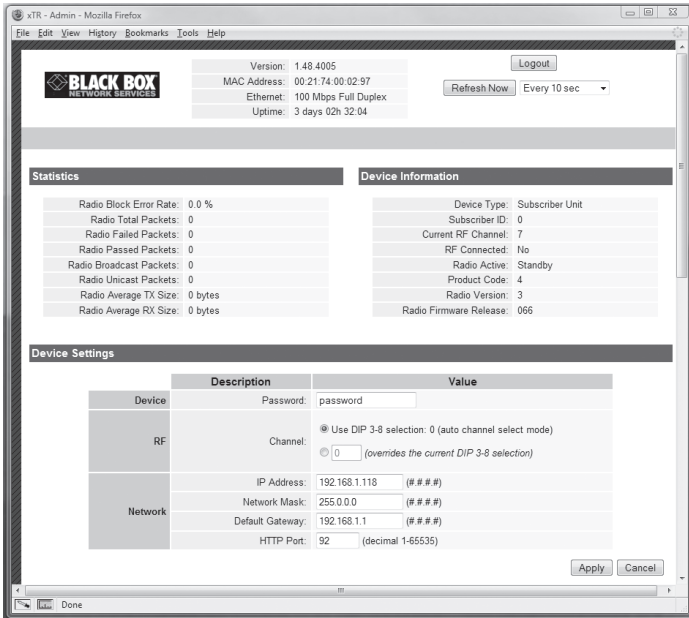 xTR - Admin - Mozilla Firefox
File Edit View History Bookmarks Tools Help
BLACK BOX
NETWORK SERVICES
Version: 1.48.4005
MAC Address: 00:21:74:00:02:97
Ethernet: 100 Mbps Full Duplex
Uptime: 3 days 02h 32:04
Logout
Refresh Now Every 10 sec
Statistics
Radio Block Error Rate: 0.0 %
Radio Total Packets: 0
Radio Failed Packets: 0
Radio Passed Packets: 0
Radio Broadcast Packets: 0
Radio Unicast Packets: 0
Radio Average TX Size: 0 bytes
Radio Average RX Size: 0 bytes
Device Information
Device Type: Subscriber Unit
Subscriber ID: 0
Current RF Channel: 7
RF Connected: No
Radio Active: Standby
Product Code: 4
Radio Version: 3
Radio Firmware Release: 066
Device Settings
Description Value
Device Password: password
RF Channel: Use DIP 3-8 selection: 0 (auto channel select mode)
0 (overrides the current DIP 3-8 selection)
Network
IP Address: 192.168.1.118 (#.#.#.#)
Network Mask: 255.0.0.0 (#.#.#.#)
Default Gateway: 192.168.1.1 (#.#.#.#)
HTTP Port: 92 (decimal 1-65535)
Apply Cancel
Done